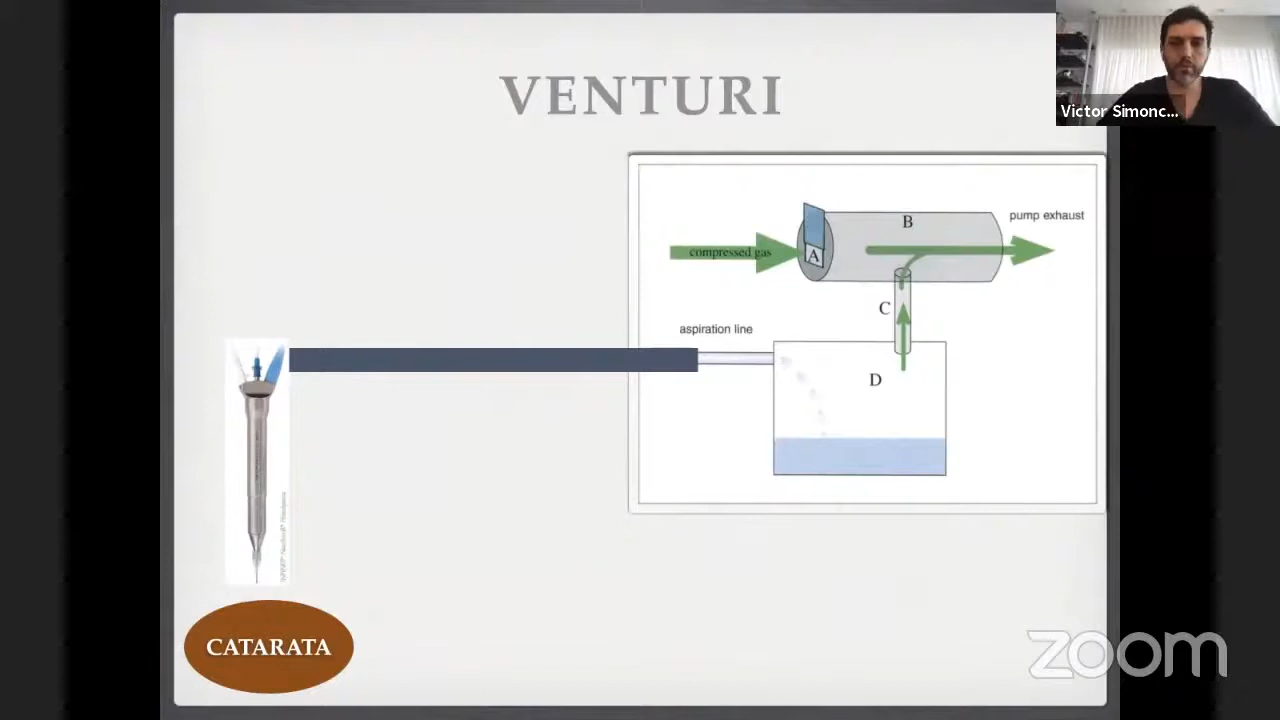 VENTURI
Victor Simonc...
B
pump exhaust
compressed gas
A
C
aspiration line
D
CATARATA
zoom